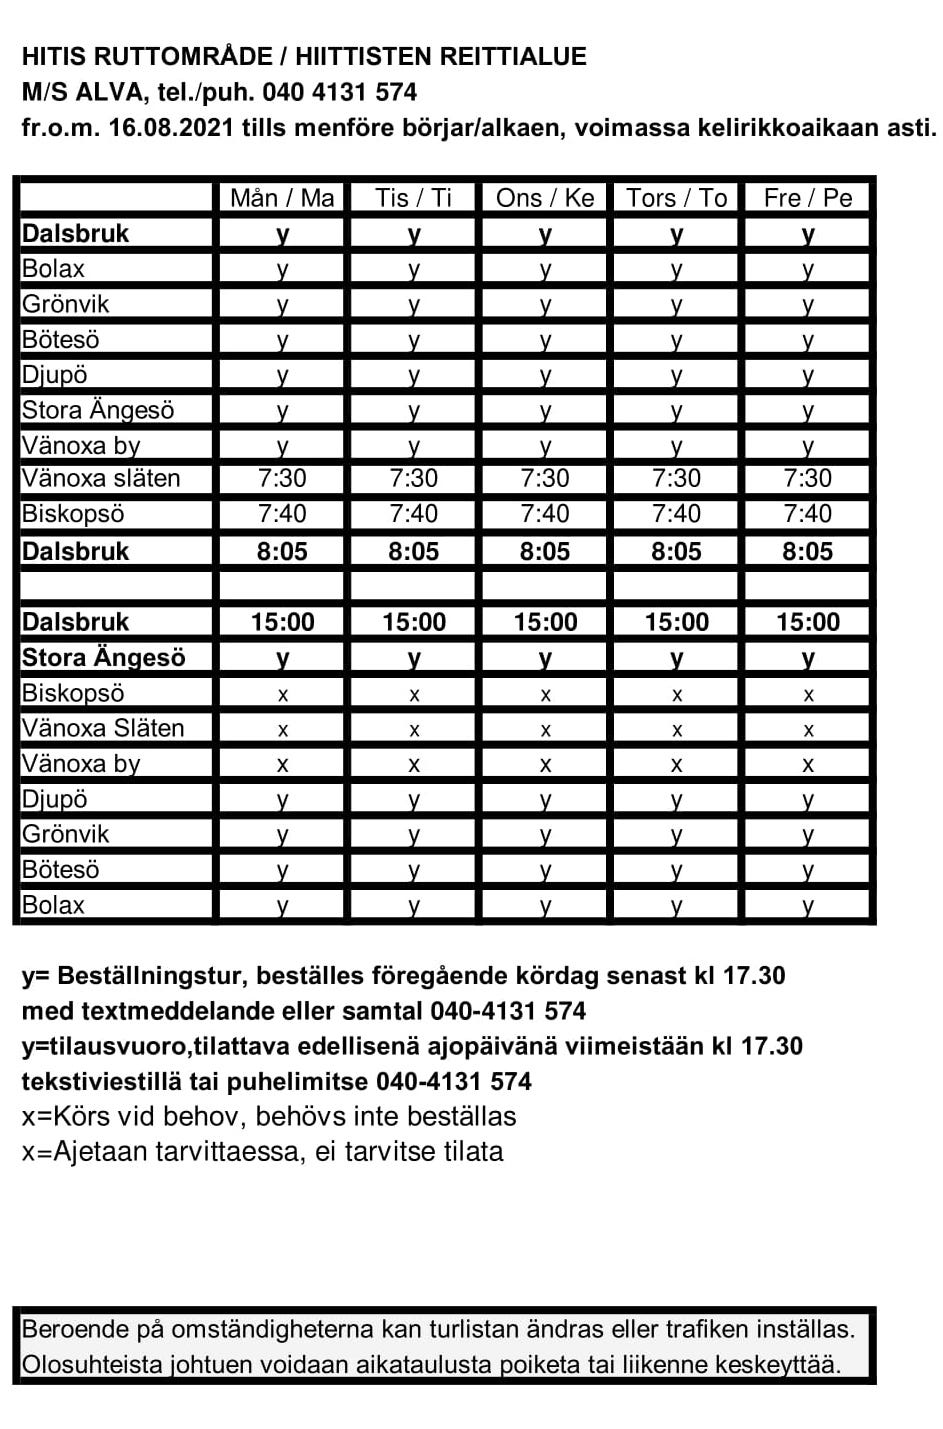 HITIS RUTTOMRÅDE / HIITTISTEN REITTIALUE
M/S ALVA, tel./puh. 040 4131 574
fr.o.m. 16.08.2021 tills menföre börjar/alkaen, voimassa kelirikkoaikaan asti.
Mån / Ma Tis / Ti Ons / Ke Tors / To Fre / Pe
Dalsbruk y y y y y
Bolax y y y y y
Grönvik y y y y y
Bötesö y y y y y
Djupö y y y y y
Stora Ängesö y y y y y
Vänoxa by y y y y y
Vänoxa släten 7:30 7:30 7:30 7:30 7:30
Biskopsö 7:40 7:40 7:40 7:40 7:40
Dalsbruk 8:05 8:05 8:05 8:05 8:05
Dalsbruk 15:00 15:00 15:00 15:00 15:00
Stora Ängesö y y y y y
Biskopsö x x x x x
Vänoxa Släten x x x x x
Vänoxa by x x x x x
Djupö y y y y y
Grönvik y y y y y
Bötesö y y y y y
Bolax y y y y y
y= Beställningstur, beställes föregående kördag senast kl 17.30
med textmeddelande eller samtal 040-4131 574
y=tilausvuoro,tilattava edellisenä ajopäivänä viimeistään kl 17.30
tekstiviestillä tai puhelimitse 040-4131 574
x=Körs vid behov, behövs inte beställas
x=Ajetaan tarvittaessa, ei tarvitse tilata
Beroende på omständigheterna kan turlistan ändras eller trafiken inställas.
Olosuhteista johtuen voidaan aikataulusta poiketa tai liikenne keskeyttää.